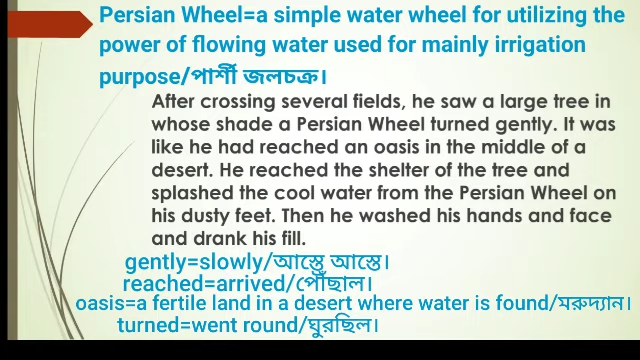 Persian Wheel=a simple water wheel for utilizing the
power of flowing water used for mainly irrigation
purpose/পার্শী জলচক্র।
After crossing several fields, he saw a large tree in
whose shade a Persian Wheel turned gently. It was
like he had reached an oasis in the middle of a
desert. He reached the shelter of the tree and
splashed the cool water from the Persian Wheel on
his dusty feet. Then he washed his hands and face
and drank his fill.
gently=slowly/আস্তে আস্তে।
reached=arrived/পৌঁছাল।
oasis=a fertile land in a desert where water is found/মরুদ্যান।
turned=went round/ঘুরছিল।